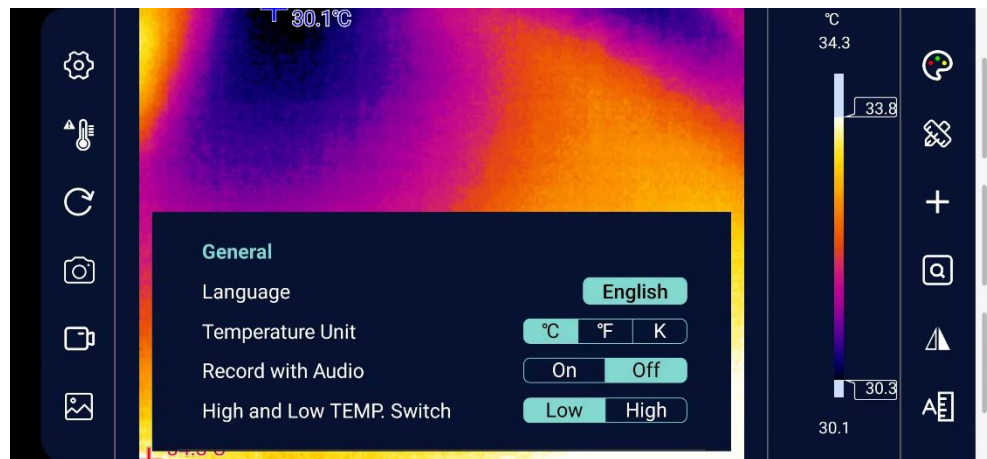 30.1°C
°C
34.3
33.8
General
Language English
Temperature Unit °C °F K
Record with Audio On Off
High and Low TEMP. Switch Low High
30.3
30.1
A